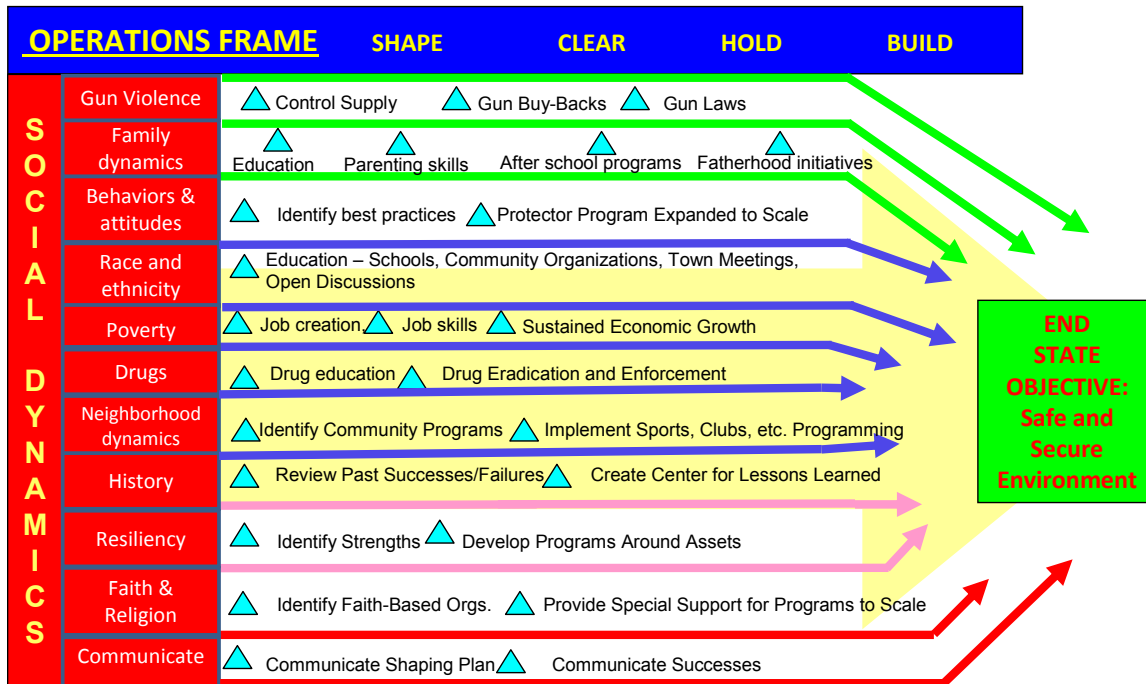 OPERATIONS FRAME SHAPE CLEAR HOLD BUILD
SOCIAL DYNAMICS
Gun Violence
Control Supply Gun Buy-Backs Gun Laws
Family
dynamics
Education Parenting skills After school programs Fatherhood initiatives
Behaviors &
attitudes
Identify best practices Protector Program Expanded to Scale
Race and
ethnicity
Education – Schools, Community Organizations, Town Meetings,
Open Discussions
Poverty
Job creation, Job skills Sustained Economic Growth
Drugs
Drug education Drug Eradication and Enforcement
Neighborhood
dynamics
Identify Community Programs Implement Sports, Clubs, etc. Programming
History
Review Past Successes/Failures Create Center for Lessons Learned
Resiliency
Identify Strengths Develop Programs Around Assets
Faith &
Religion
Identify Faith-Based Orgs. Provide Special Support for Programs to Scale
Communicate
Communicate Shaping Plan Communicate Successes
END
STATE
OBJECTIVE:
Safe and
Secure
Environment